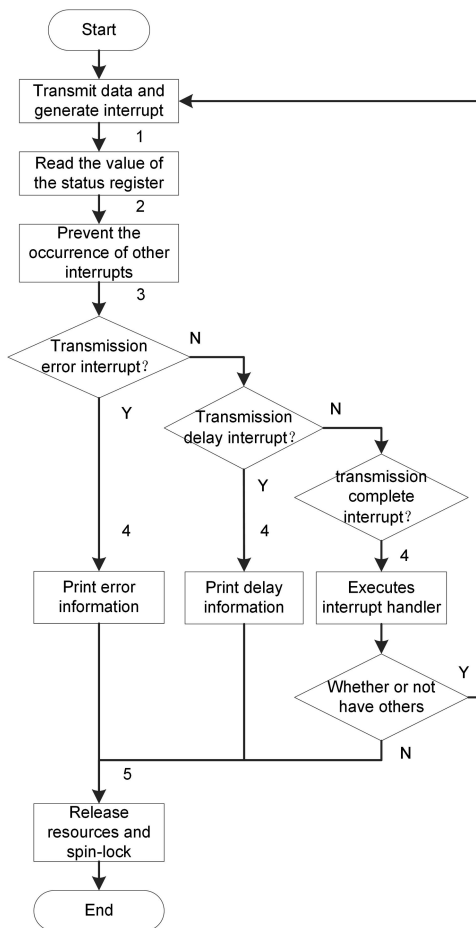 Start
Transmit data and
generate interrupt
1
Read the value of
the status register
2
Prevent the
occurrence of other
interrupts
3
Transmission
error interrupt?
N
Y
Transmission
delay interrupt?
N
Y
transmission
complete
interrupt?
4
4
4
Print error
information
Print delay
information
Executes
interrupt handler
Whether or not
have others
Y
N
5
Release
resources and
spin-lock
End